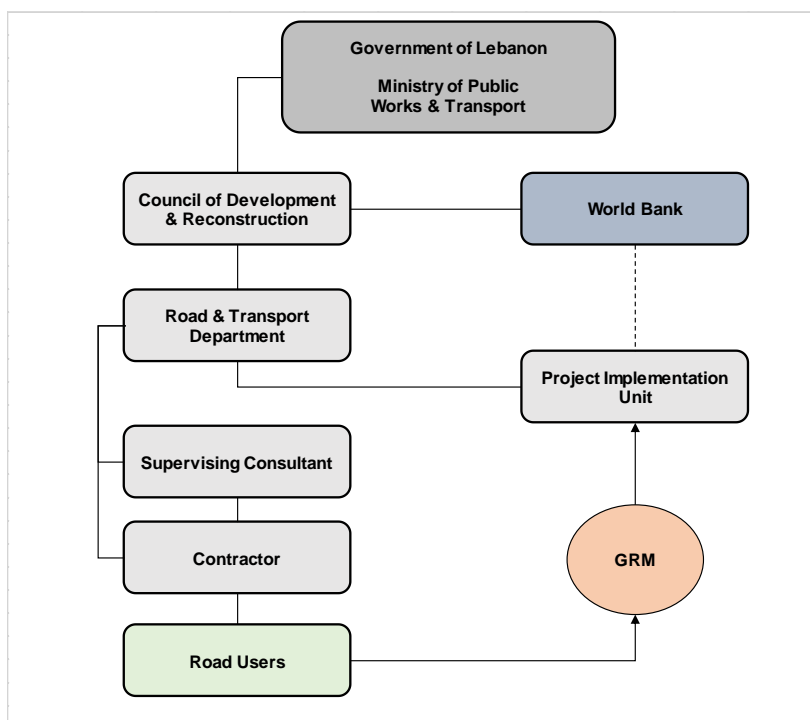 Government of Lebanon
Ministry of Public
Works & Transport
Council of Development
& Reconstruction
World Bank
Road & Transport
Department
Project Implementation
Unit
Supervising Consultant
Contractor
GRM
Road Users